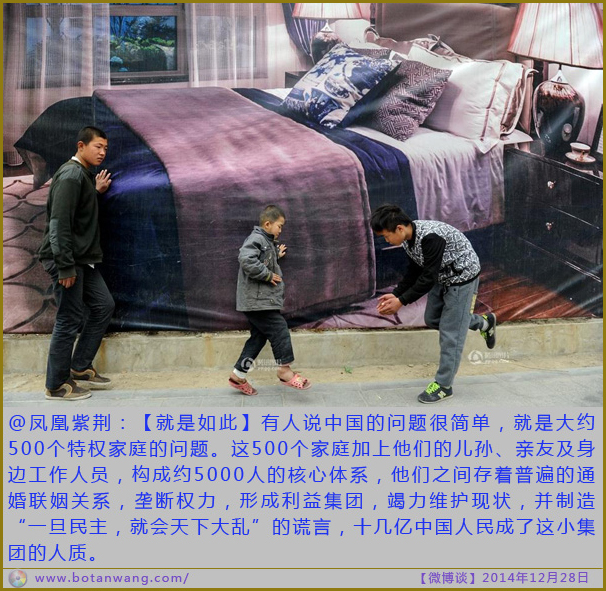 @凤凰紫荆：【就是如此】有人说中国的问题很简单，就是大约
500个特权家庭的问题。这500个家庭加上他们的儿孙、亲友及身
边工作人员，构成约5000人的核心体系，他们之间存着普遍的通
婚联姻关系，垄断权力，形成利益集团，竭力维护现状，并制造
“一旦民主，就会天下大乱”的谎言，十几亿中国人民成了这小集
团的人质。
www.botanwang.com/
【微博谈】2014年12月28日